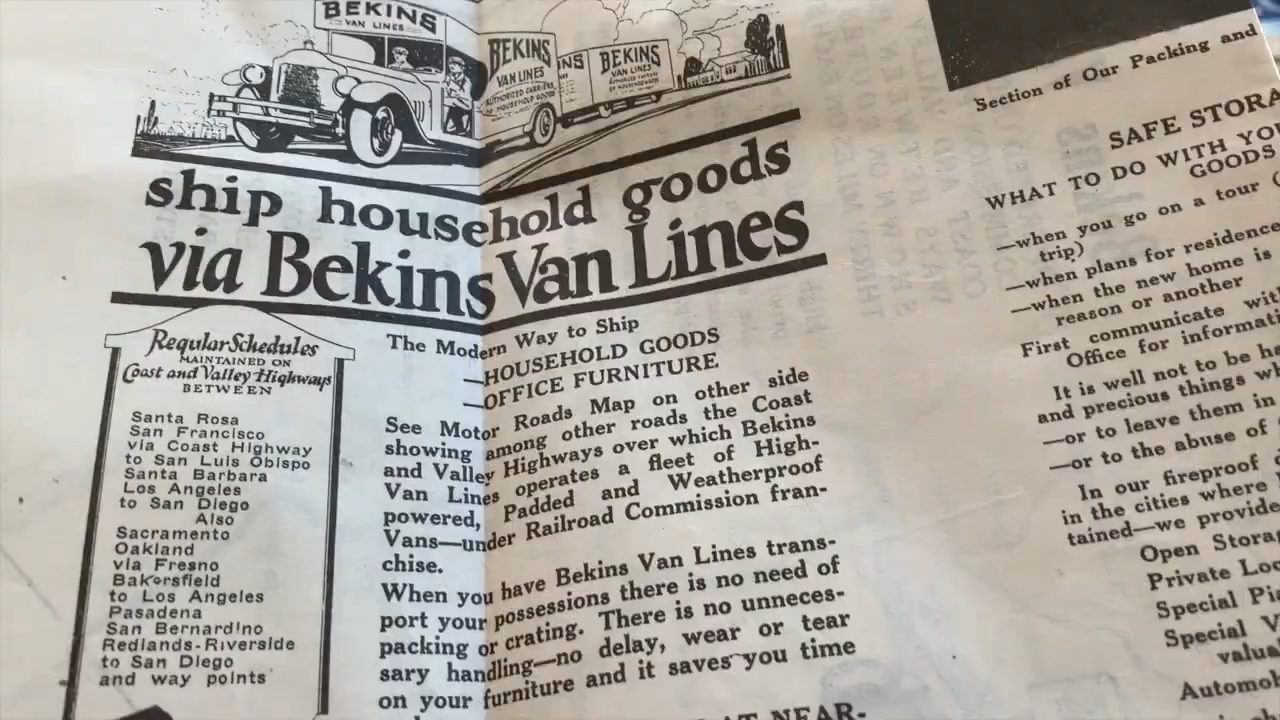 BEKINS
VAN LINES
BEKINS
VAN LINES
AUTHORIZED CARRIERS
OF HOUSEHOLD GOODS
BEKINS
VAN LINES
ship household goods
via Bekins Van Lines
Regular Schedules
MAINTAINED ON
Coast and Valley Highways
BETWEEN
Santa Rosa
San Francisco
via Coast Highway
to San Luis Obispo
Santa Barbara
Los Angeles
to San Diego
Also
Sacramento
Oakland
via Fresno
Bakersfield
to Los Angeles
Pasadena
San Bernardino
Redlands-Riverside
to San Diego
and way points
The Modern Way to Ship
—HOUSEHOLD GOODS
—OFFICE FURNITURE
See Motor Roads Map on other side
showing among other roads the Coast
and Valley Highways over which Bekins
Van Lines operates a fleet of High-
powered, Padded and Weatherproof
Vans—under Railroad Commission fran-
chise.
When you have Bekins Van Lines trans-
port your possessions there is no need of
packing or crating. There is no unneces-
sary handling—no delay, wear or tear
on your furniture and it saves you time
AT NEAR-
Section of Our Packing and
SAFE STORA
WHAT TO DO WITH YOU
GOODS
—when you go on a tour (
trip)
—when plans for residence
—when the new home is
reason or another
First communicate wit
Office for informati
It is well not to be ha
and precious things wh
—or to leave them in
—or to the abuse of
In our fireproof d
in the cities where
tained—we provide
Open Storag
Private Loc
Special Pia
Special V
valua
Automob